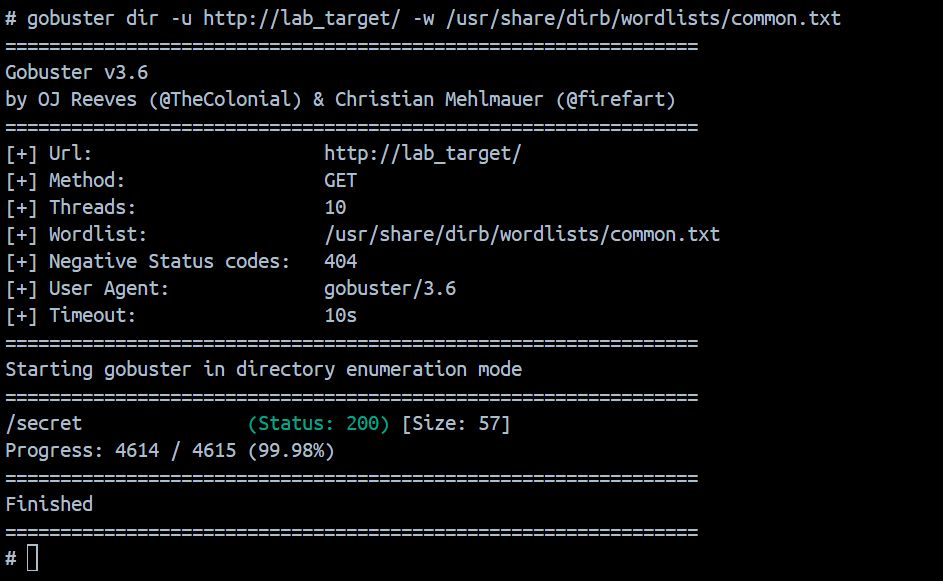 # gobuster dir -u http://lab_target/ -w /usr/share/dirb/wordlists/common.txt
===============================================================
Gobuster v3.6
by OJ Reeves (@TheColonial) & Christian Mehlmauer (@firefart)
===============================================================
[+] Url:                     http://lab_target/
[+] Method:                  GET
[+] Threads:                 10
[+] Wordlist:                /usr/share/dirb/wordlists/common.txt
[+] Negative Status codes:   404
[+] User Agent:              gobuster/3.6
[+] Timeout:                 10s
===============================================================
Starting gobuster in directory enumeration mode
===============================================================
/secret               (Status: 200) [Size: 57]
Progress: 4614 / 4615 (99.98%)
===============================================================
Finished
===============================================================
#